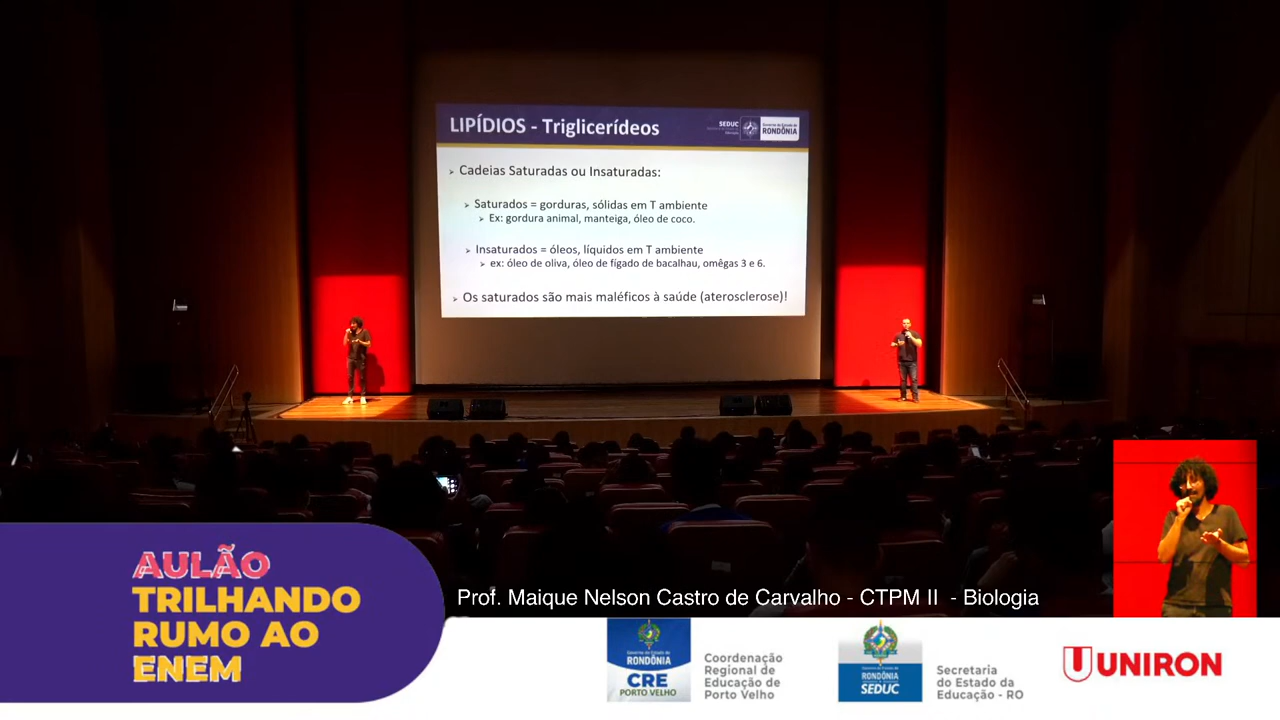 LIPÍDIOS - Triglicerídeos
SEDUC
RONDÔNIA
Cadeias Saturadas ou Insaturadas:
Saturados = gorduras, sólidas em T ambiente
Ex: gordura animal, manteiga, óleo de coco.
Insaturados = óleos, líquidos em T ambiente
ex: óleo de oliva, óleo de fígado de bacalhau, omêgas 3 e 6.
Os saturados são mais maléficos à saúde (aterosclerose)!
AULÃO
TRILHANDO
RUMO AO
ENEM
Prof. Maique Nelson Castro de Carvalho - CTPM II - Biologia
Governo do Estado de
RONDÔNIA
CRE
PORTO VELHO
Coordenação
Regional de
Educação de
Porto Velho
Governo do Estado de
RONDÔNIA
SEDUC
Secretaria
do Estado da
Educação - RO
UNIRON